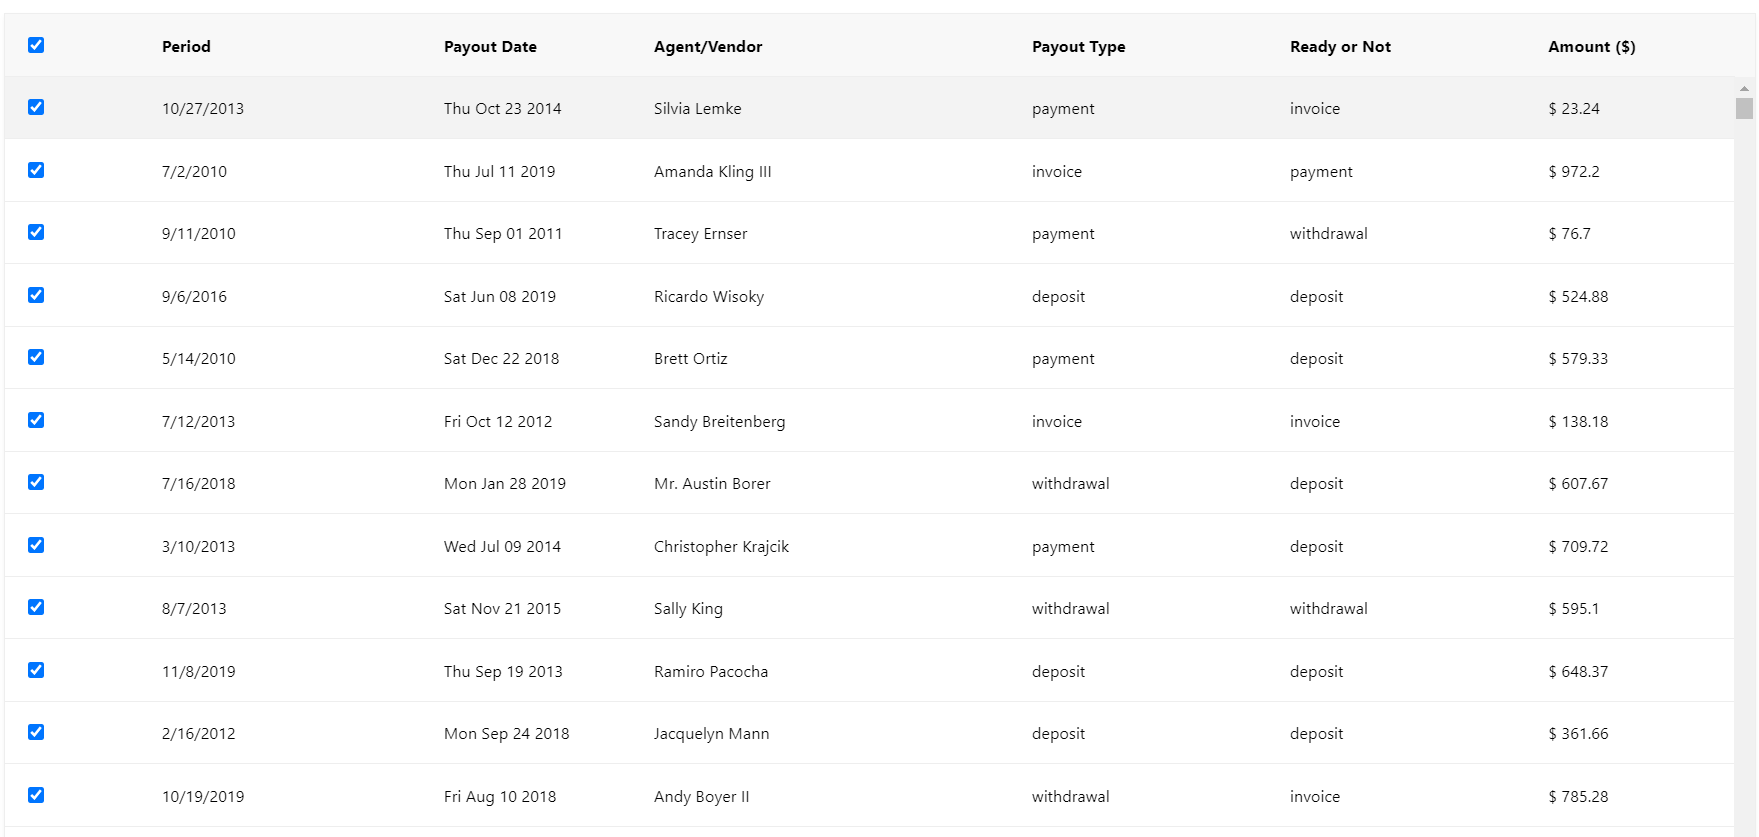 Period Payout Date Agent/Vendor Payout Type Ready or Not Amount ($)
10/27/2013 Thu Oct 23 2014 Silvia Lemke payment invoice $ 23.24
7/2/2010 Thu Jul 11 2019 Amanda Kling III invoice payment $ 972.2
9/11/2010 Thu Sep 01 2011 Tracey Ernser payment withdrawal $ 76.7
9/6/2016 Sat Jun 08 2019 Ricardo Wisoky deposit deposit $ 524.88
5/14/2010 Sat Dec 22 2018 Brett Ortiz payment deposit $ 579.33
7/12/2013 Fri Oct 12 2012 Sandy Breitenberg invoice invoice $ 138.18
7/16/2018 Mon Jan 28 2019 Mr. Austin Borer withdrawal deposit $ 607.67
3/10/2013 Wed Jul 09 2014 Christopher Krajcik payment deposit $ 709.72
8/7/2013 Sat Nov 21 2015 Sally King withdrawal withdrawal $ 595.1
11/8/2019 Thu Sep 19 2013 Ramiro Pacocha deposit deposit $ 648.37
2/16/2012 Mon Sep 24 2018 Jacquelyn Mann deposit deposit $ 361.66
10/19/2019 Fri Aug 10 2018 Andy Boyer II withdrawal invoice $ 785.28